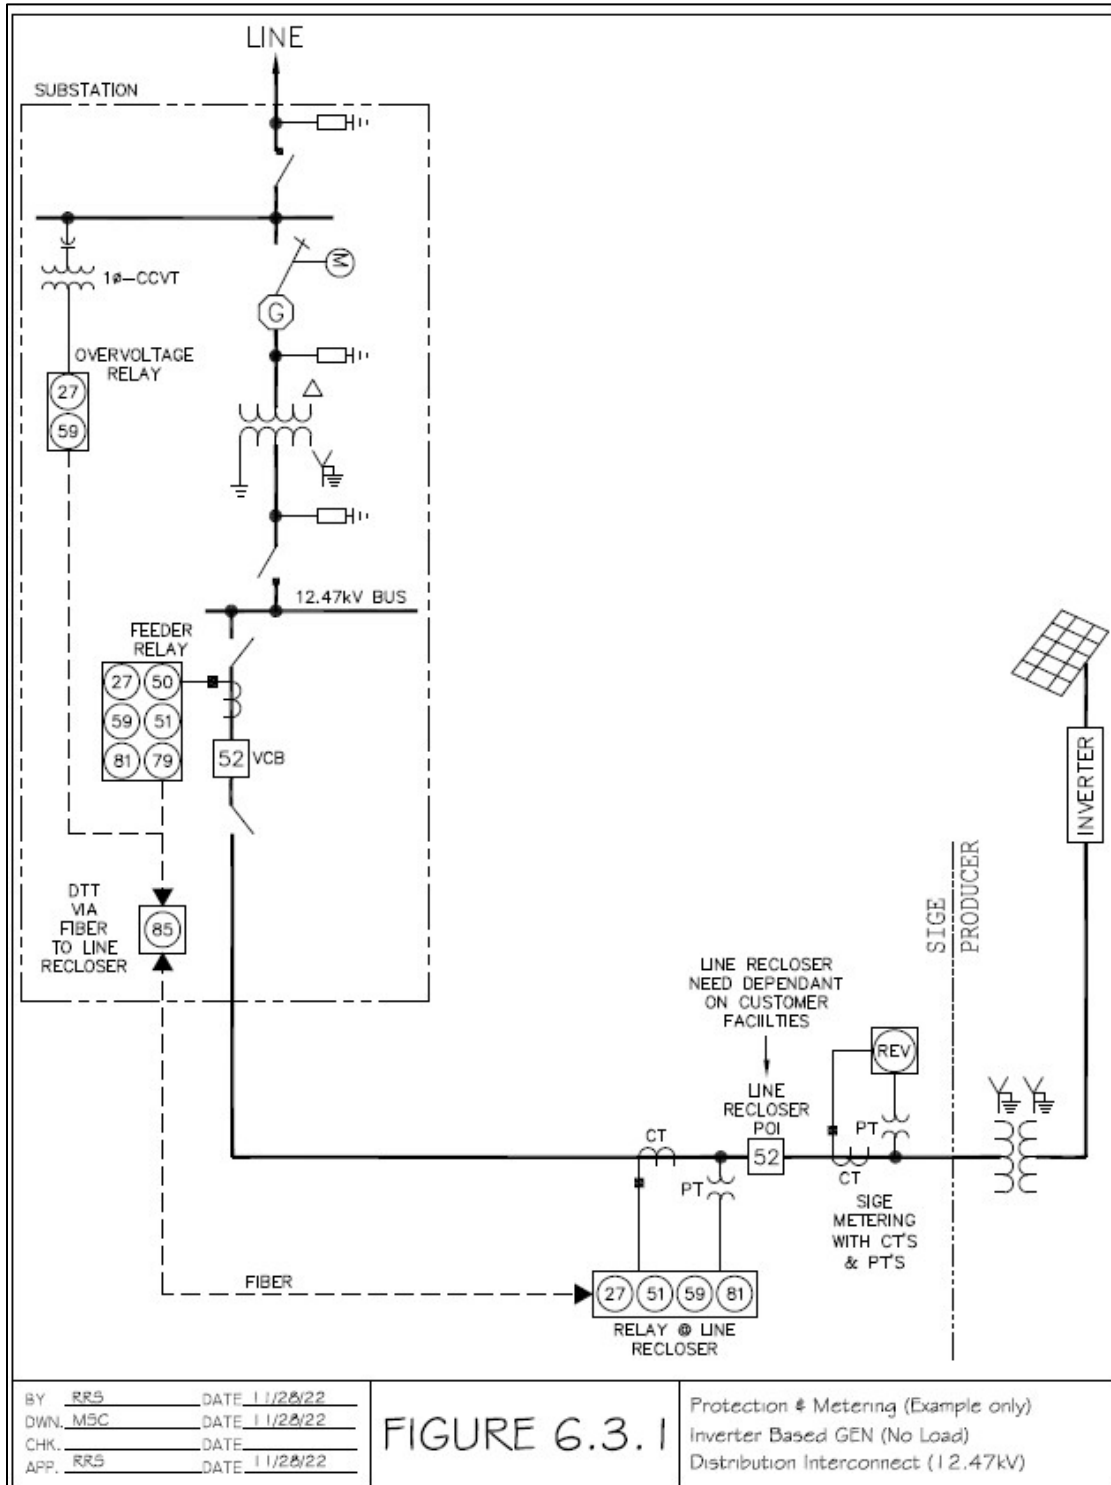 LINE
SUBSTATION
M
1ø-CCVT
G
OVERVOLTAGE
RELAY
27
59
12.47kV BUS
FEEDER
RELAY
27 50
59 51
81 79
52 VCB
DTT
VIA
FIBER
TO LINE
RECLOSER
85
INVERTER
SIGE
PRODUCER
LINE RECLOSER
NEED DEPENDANT
ON CUSTOMER
FACIILTIES
REV
LINE
RECLOSER
POI
52
CT
PT
PT
CT
SIGE
METERING
WITH CT'S
& PT'S
FIBER
27 51 59 81
RELAY @ LINE
RECLOSER
BY RRS DATE 11/28/22
DWN. MSC DATE 11/28/22
CHK. DATE
APP. RRS DATE 11/28/22
FIGURE 6.3.1
Protection & Metering (Example only)
Inverter Based GEN (No Load)
Distribution Interconnect (12.47kV)